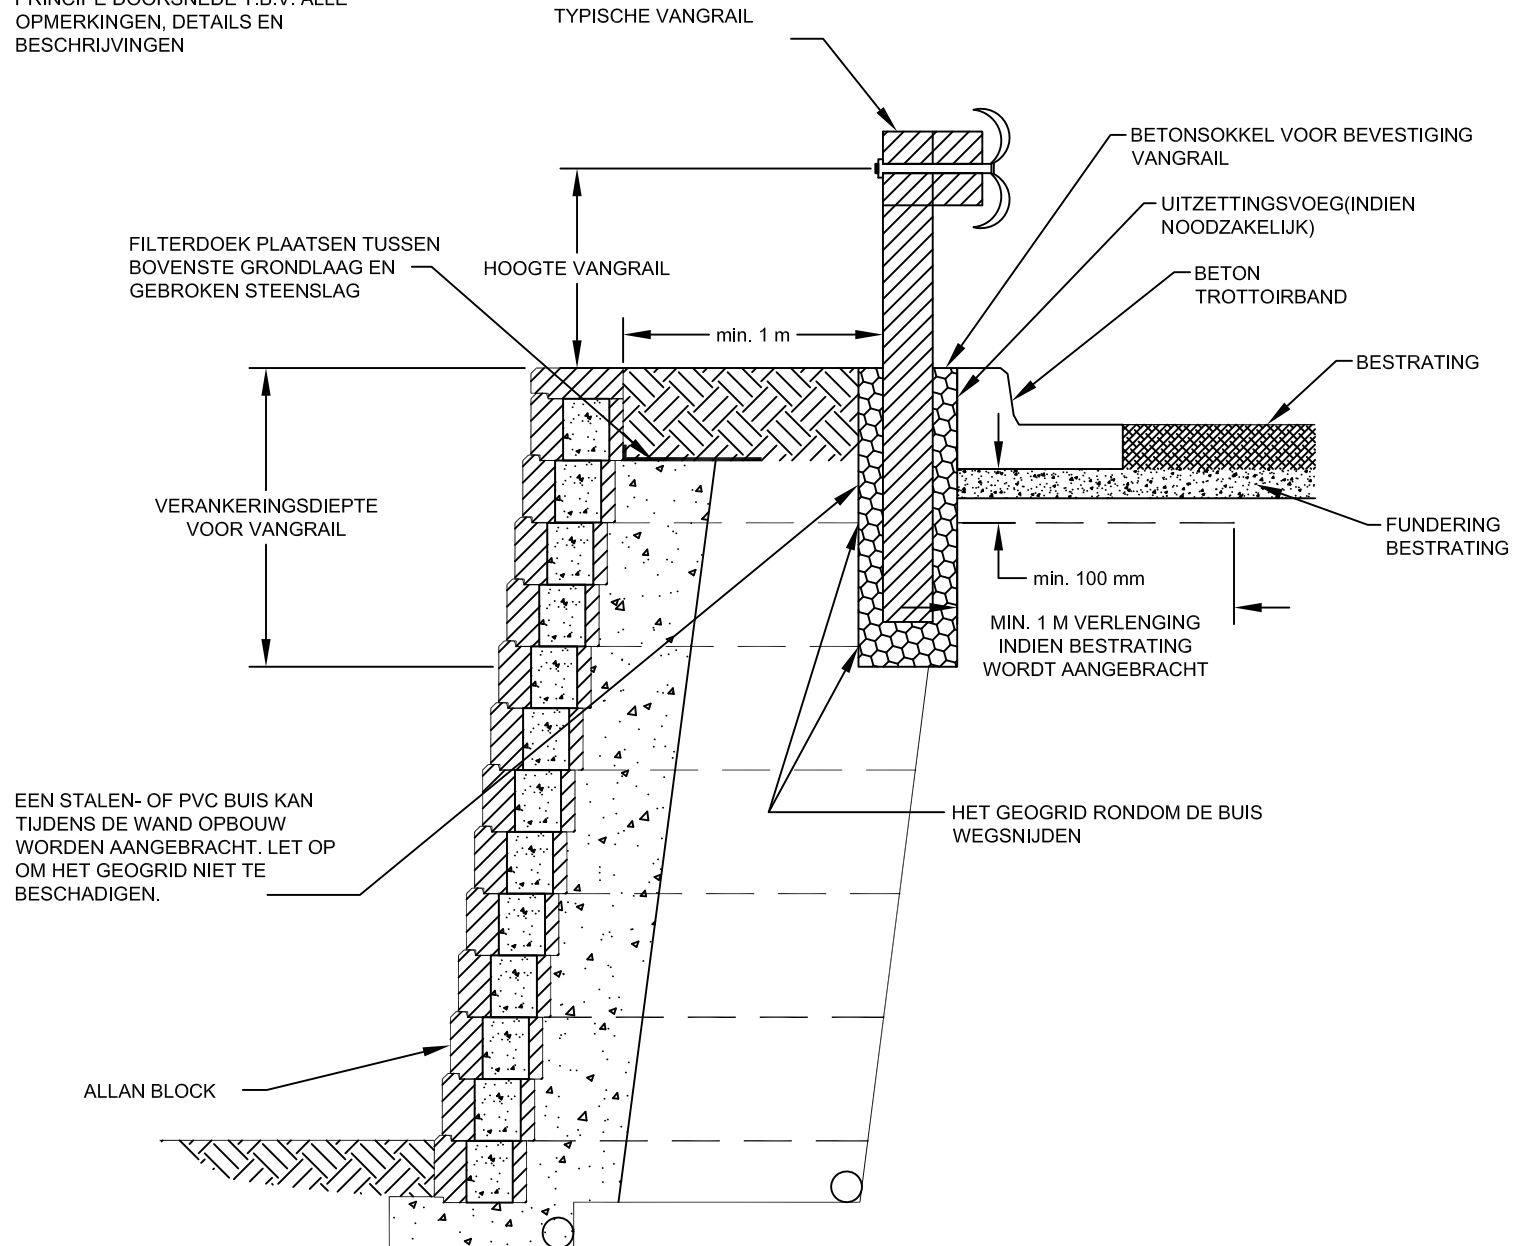 PRINCIPE DOORSNEDE T.B.V. ALLE
OPMERKINGEN, DETAILS EN
BESCHRIJVINGEN
TYPISCHE VANGRAIL
BETONSOKKEL VOOR BEVESTIGING
VANGRAIL
UITZETTINGSVOEG(INDIEN
NOODZAKELIJK)
FILTERDOEK PLAATSEN TUSSEN
BOVENSTE GRONDLAAG EN
GEBROKEN STEENSLAG
HOOGTE VANGRAIL
BETON
TROTTOIRBAND
min. 1 m
BESTRATING
VERANKERINGSDIEPTE
VOOR VANGRAIL
FUNDERING
BESTRATING
min. 100 mm
MIN. 1 M VERLENGING
INDIEN BESTRATING
WORDT AANGEBRACHT
EEN STALEN- OF PVC BUIS KAN
TIJDENS DE WAND OPBOUW
WORDEN AANGEBRACHT. LET OP
OM HET GEOGRID NIET TE
BESCHADIGEN.
HET GEOGRID RONDOM DE BUIS
WEGSNIJDEN
ALLAN BLOCK